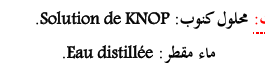 ب: محلول كنوب: Solution de KNOP.
ماء مقطر: Eau distillée.